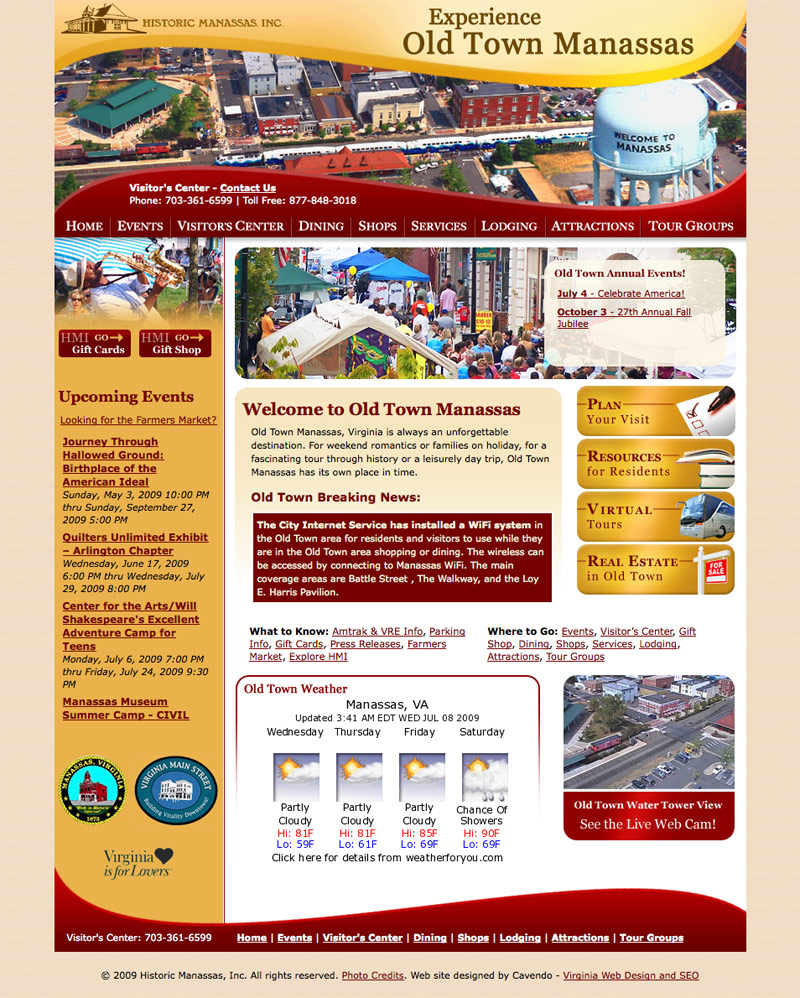 HISTORIC MANASSAS, INC.
Experience
Old Town Manassas
WELCOME TO
MANASSAS
Visitor's Center - Contact Us
Phone: 703-361-6599 | Toll Free: 877-848-3018
HOME EVENTS VISITOR'S CENTER DINING SHOPS SERVICES LODGING ATTRACTIONS TOUR GROUPS
HMI GO
Gift Cards
HMI GO
Gift Shop
Old Town Annual Events!
July 4 - Celebrate America!
October 3 - 27th Annual Fall
Jubilee
Upcoming Events
Looking for the Farmers Market?
Journey Through
Hallowed Ground:
Birthplace of the
American Ideal
Sunday, May 3, 2009 10:00 PM
thru Sunday, September 27,
2009 5:00 PM
Quilters Unlimited Exhibit
– Arlington Chapter
Wednesday, June 17, 2009
6:00 PM thru Wednesday, July
29, 2009 8:00 PM
Center for the Arts/Will
Shakespeare's Excellent
Adventure Camp for
Teens
Monday, July 6, 2009 7:00 PM
thru Friday, July 24, 2009 9:30
PM
Manassas Museum
Summer Camp - CIVIL
Welcome to Old Town Manassas
Old Town Manassas, Virginia is always an unforgettable
destination. For weekend romantics or families on holiday, for a
fascinating tour through history or a leisurely day trip, Old Town
Manassas has its own place in time.
Old Town Breaking News:
The City Internet Service has installed a WiFi system in
the Old Town area for residents and visitors to use while they
are in the Old Town area shopping or dining. The wireless can
be accessed by connecting to Manassas WiFi. The main
coverage areas are Battle Street , The Walkway, and the Loy
E. Harris Pavilion.
PLAN
Your Visit
RESOURCES
for Residents
VIRTUAL
Tours
REAL ESTATE
in Old Town
FOR
SALE
What to Know: Amtrak & VRE Info, Parking
Info, Gift Cards, Press Releases, Farmers
Market, Explore HMI
Where to Go: Events, Visitor's Center, Gift
Shop, Dining, Shops, Services, Lodging,
Attractions, Tour Groups
Old Town Weather
Manassas, VA
Updated 3:41 AM EDT WED JUL 08 2009
Wednesday Thursday Friday Saturday
Partly Partly Partly Chance Of
Cloudy Cloudy Cloudy Showers
Hi: 81F Hi: 81F Hi: 85F Hi: 90F
Lo: 59F Lo: 61F Lo: 69F Lo: 69F
Click here for details from weatherforyou.com
Old Town Water Tower View
See the Live Web Cam!
MANASSAS, VIRGINIA
1873
VIRGINIA MAIN STREET
Building Vitality Downtown!
Virginia
is for Lovers
Visitor's Center: 703-361-6599
Home | Events | Visitor's Center | Dining | Shops | Lodging | Attractions | Tour Groups
© 2009 Historic Manassas, Inc. All rights reserved. Photo Credits. Web site designed by Cavendo - Virginia Web Design and SEO